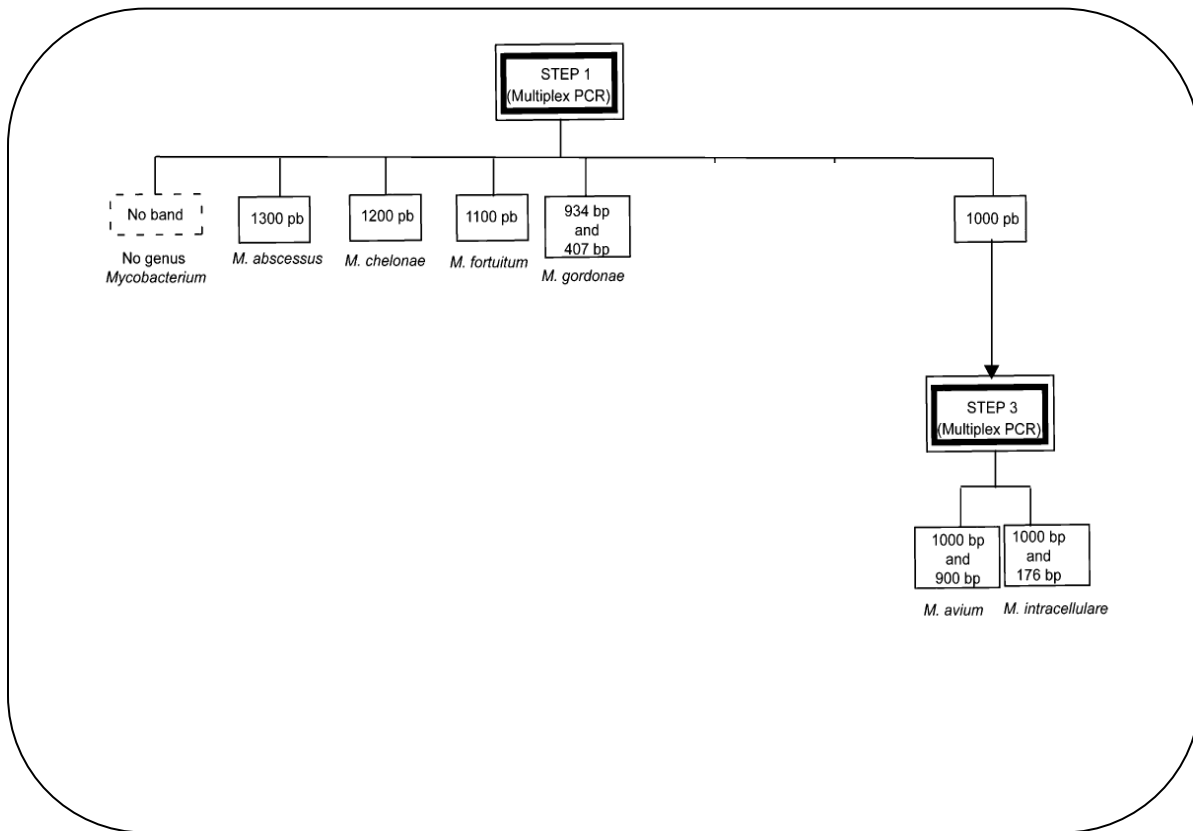 STEP 1
(Multiplex PCR)
No band
No genus
Mycobacterium
1300 pb
M. abscessus
1200 pb
M. chelonae
1100 pb
M. fortuitum
934 bp
and
407 bp
M. gordonae
1000 pb
STEP 3
(Multiplex PCR)
1000 bp
and
900 bp
M. avium
1000 bp
and
176 bp
M. intracellulare